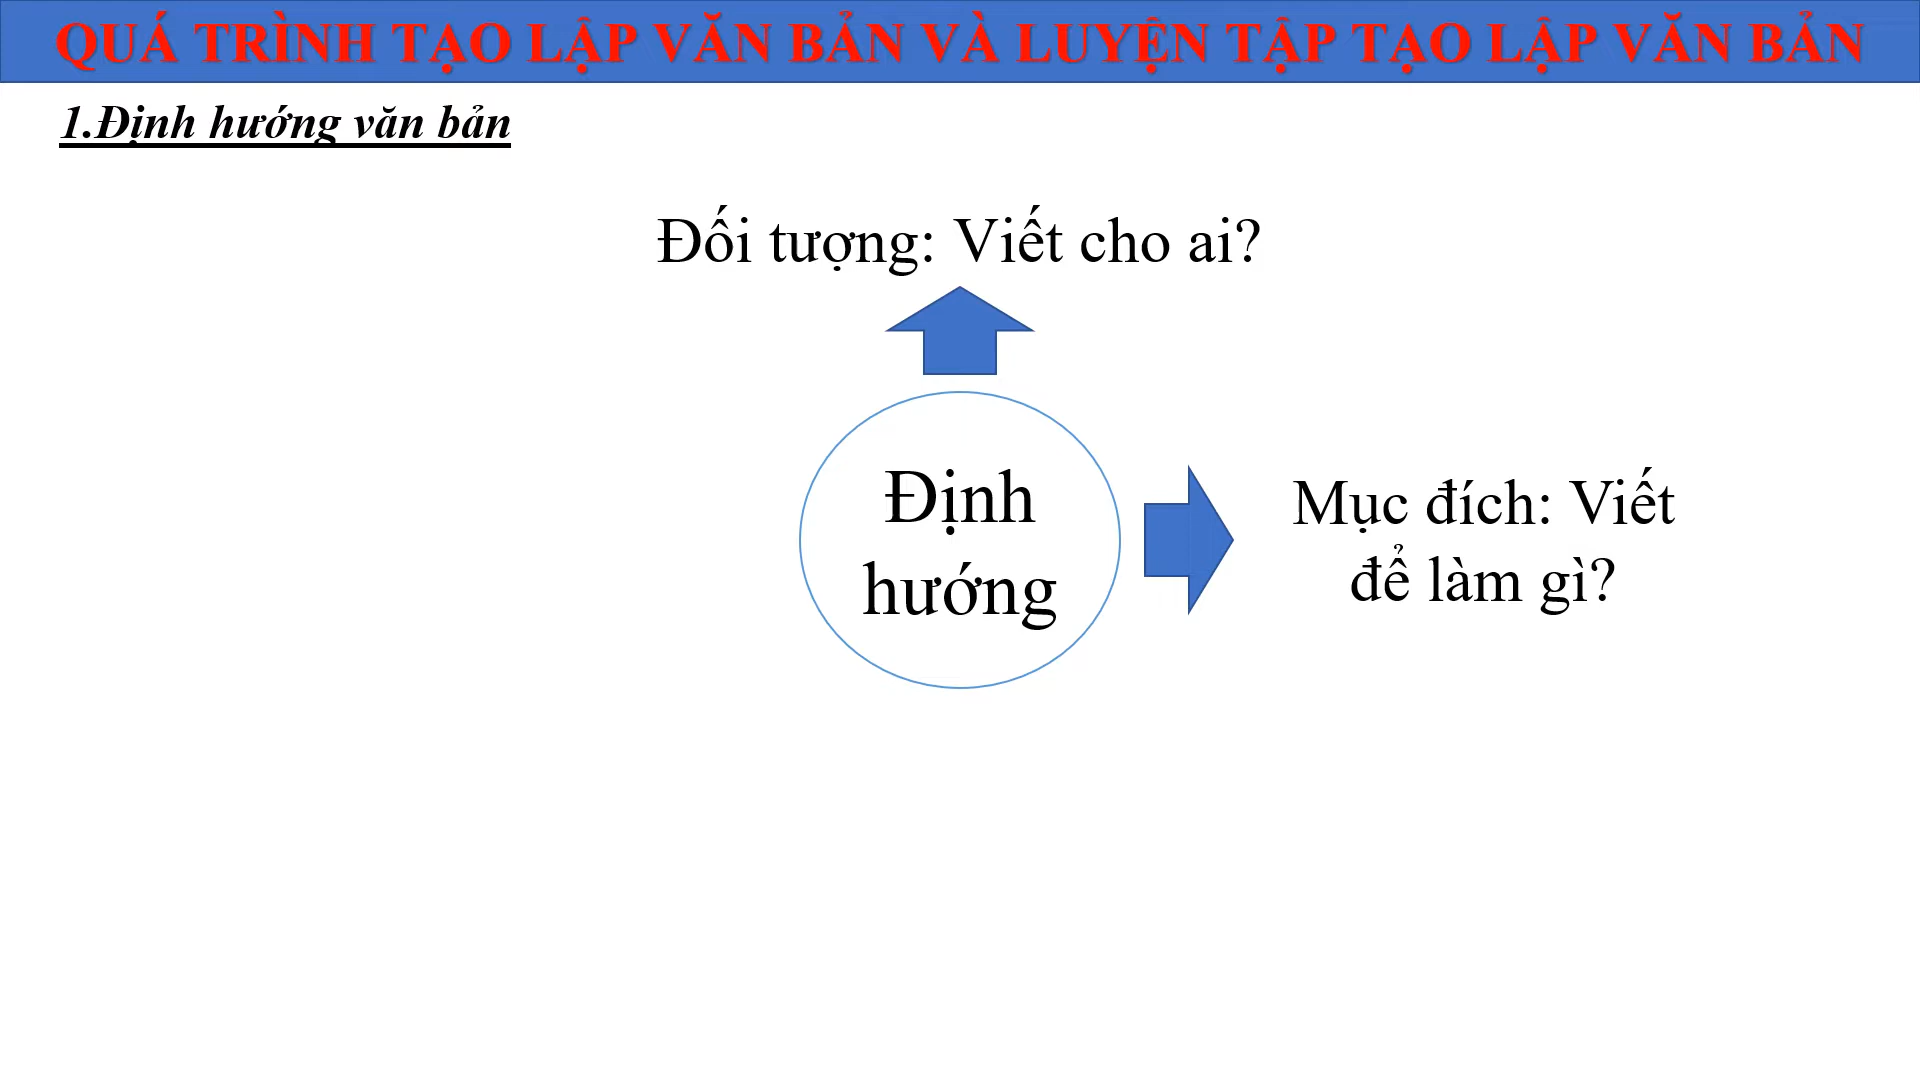 QUÁ TRÌNH TẠO LẬP VĂN BẢN VÀ LUYỆN TẬP TẠO LẬP VĂN BẢN
1.Định hướng văn bản
Đối tượng: Viết cho ai?
Định
hướng
Mục đích: Viết
để làm gì?